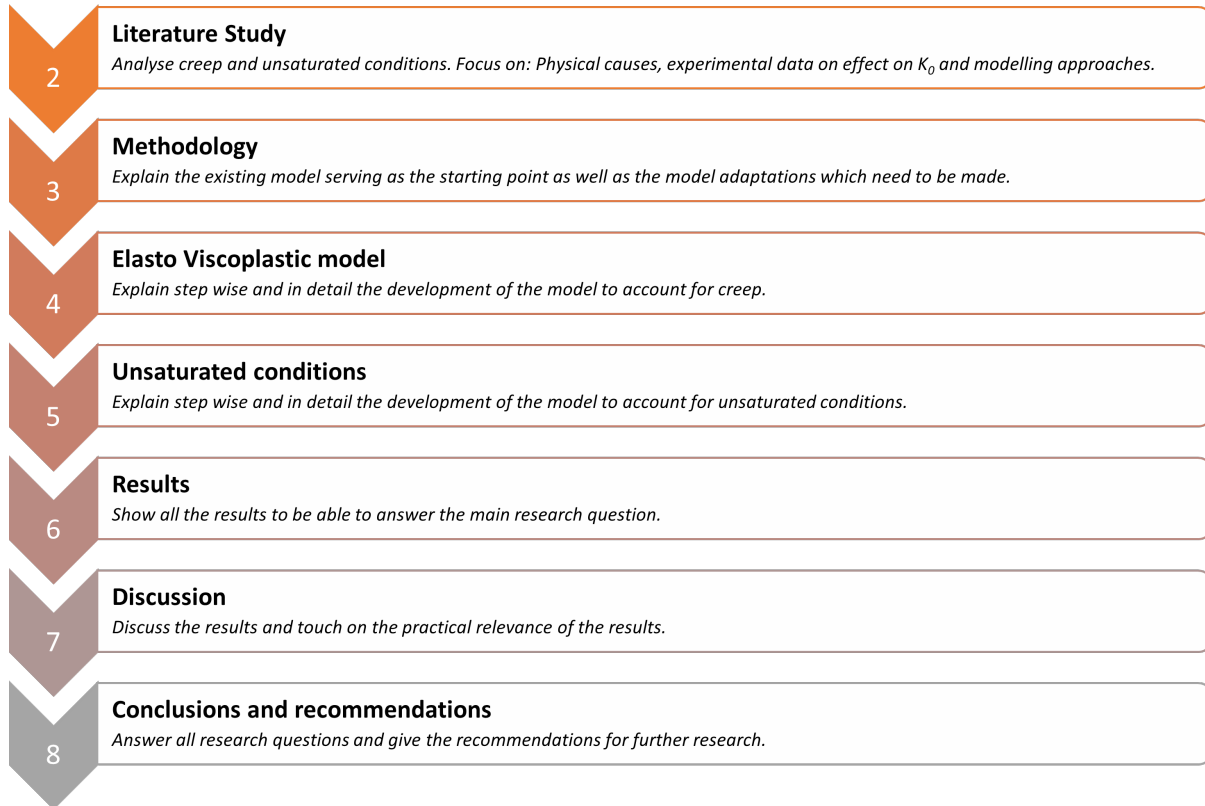 2
Literature Study
Analyse creep and unsaturated conditions. Focus on: Physical causes, experimental data on effect on K₀ and modelling approaches.
3
Methodology
Explain the existing model serving as the starting point as well as the model adaptations which need to be made.
4
Elasto Viscoplastic model
Explain step wise and in detail the development of the model to account for creep.
5
Unsaturated conditions
Explain step wise and in detail the development of the model to account for unsaturated conditions.
6
Results
Show all the results to be able to answer the main research question.
7
Discussion
Discuss the results and touch on the practical relevance of the results.
8
Conclusions and recommendations
Answer all research questions and give the recommendations for further research.